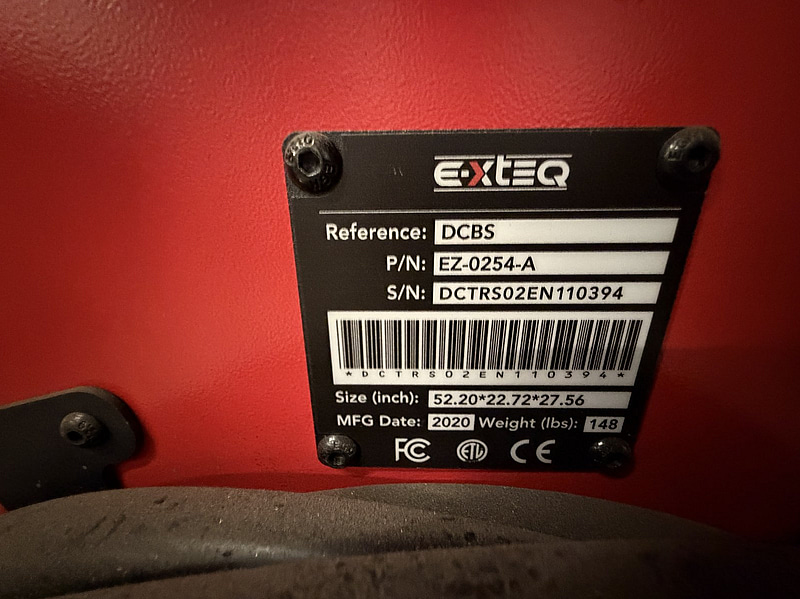 EXTEQ
Reference: DCBS
P/N: EZ-0254-A
S/N: DCTRS02EN110394
*DCTRS02EN110394*
Size (inch): 52.20*22.72*27.56
MFG Date: 2020 Weight (lbs): 148
FC ETL CE